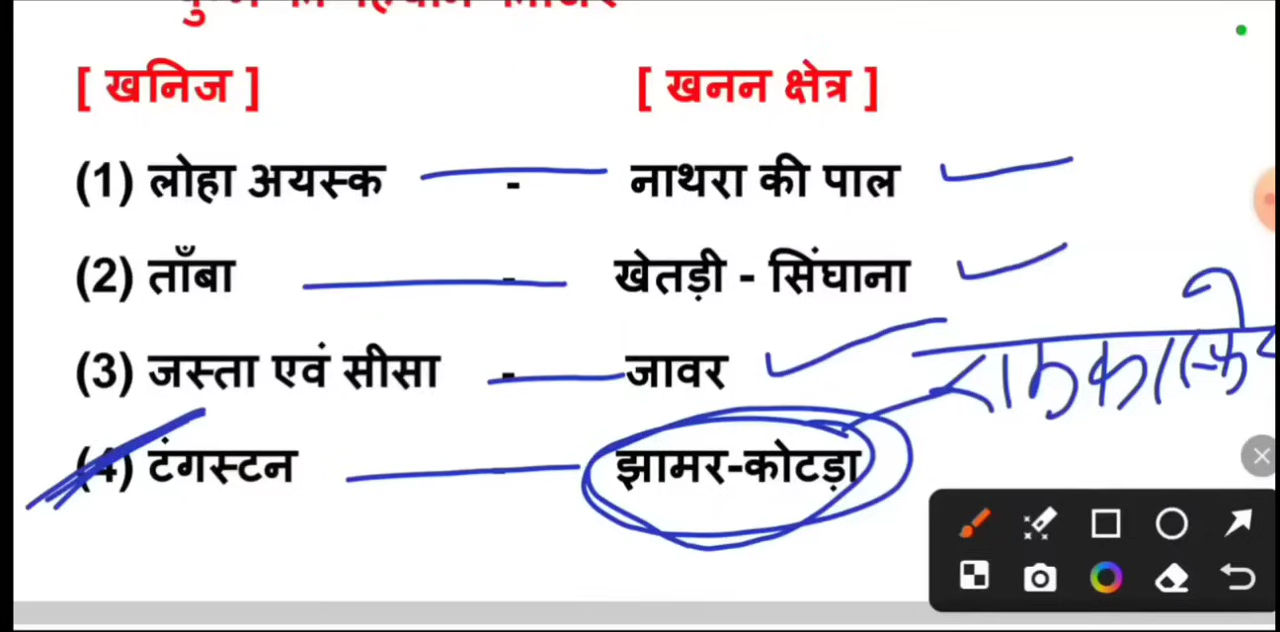 [ खनिज ] [ खनन क्षेत्र ]
(1) लोहा अयस्क - नाथरा की पाल
(2) ताँबा - खेतड़ी - सिंघाना
(3) जस्ता एवं सीसा - जावर
(4) टंगस्टन - झामर-कोटड़ा